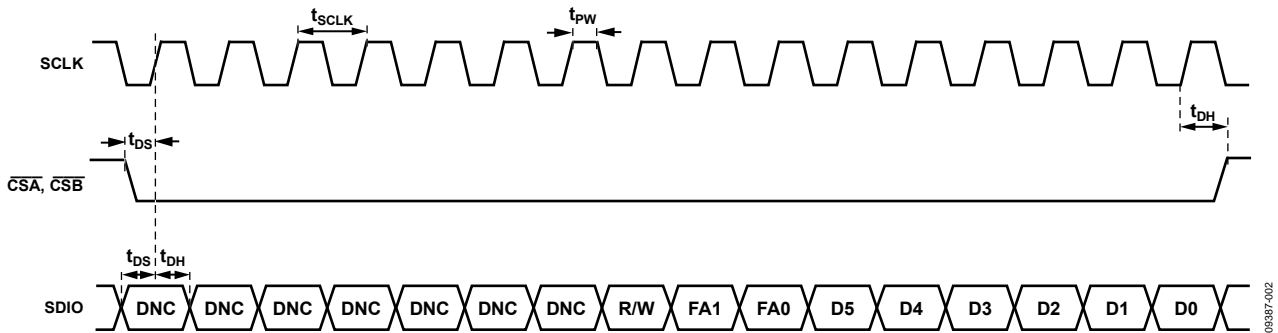 tSCLK
tPW
SCLK
tDS
tDH
CSA, CSB
tDS
tDH
SDIO
DNC DNC DNC DNC DNC DNC DNC R/W FA1 FA0 D5 D4 D3 D2 D1 D0
09387-002